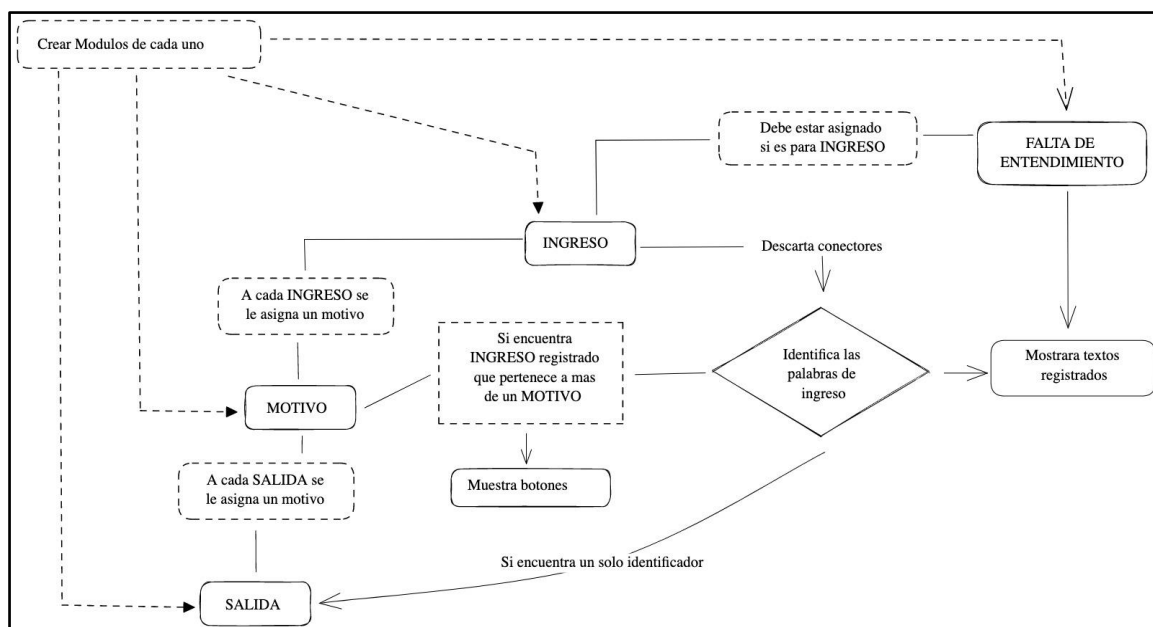 Crear Modulos de cada uno
Debe estar asignado
si es para INGRESO
FALTA DE
ENTENDIMIENTO
INGRESO
Descarta conectores
A cada INGRESO se
le asigna un motivo
Si encuentra
INGRESO registrado
que pertenece a mas
de un MOTIVO
Identifica las
palabras de
ingreso
Mostrara textos
registrados
MOTIVO
A cada SALIDA se
le asigna un motivo
Muestra botones
Si encuentra un solo identificador
SALIDA